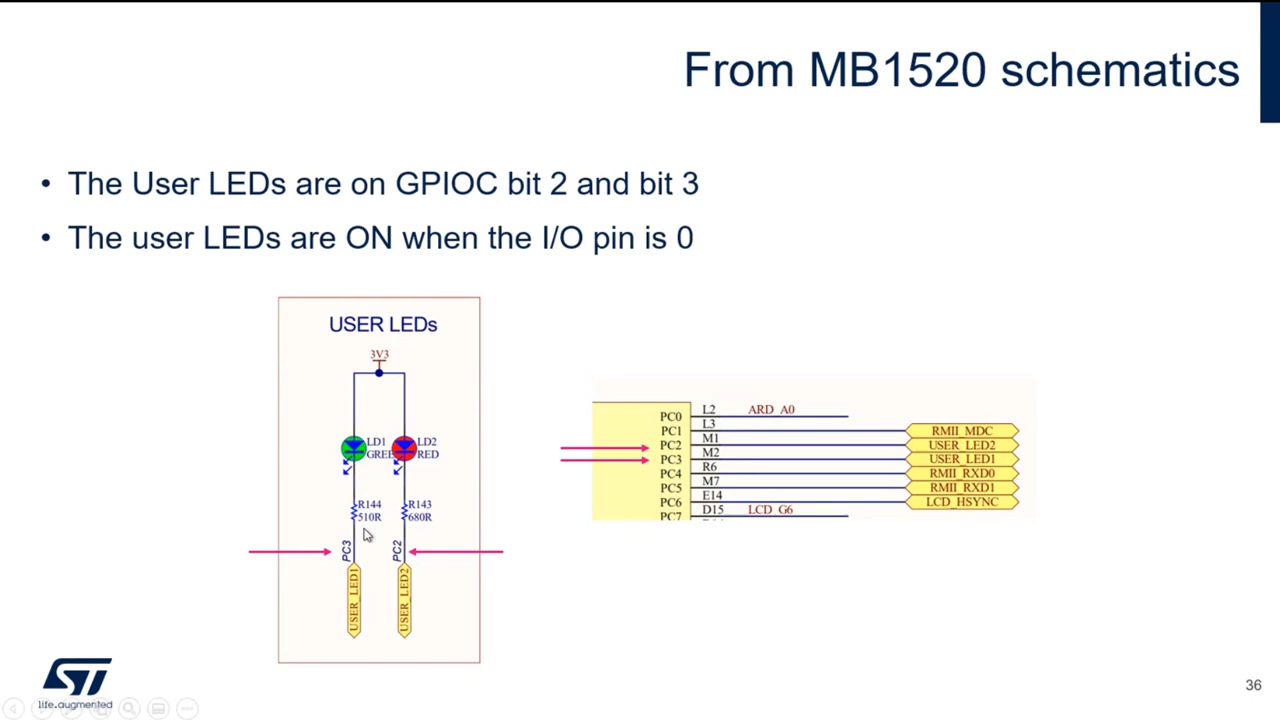 From MB1520 schematics
• The User LEDs are on GPIOC bit 2 and bit 3
• The user LEDs are ON when the I/O pin is 0
USER LEDs
3V3
LD1
GREE
LD2
RED
R144
510R
R143
680R
PC3
PC2
USER_LED1
USER_LED2
PC0 L2 ARD_A0
PC1 L3 RMII_MDC
PC2 M1 USER_LED2
PC3 M2 USER_LED1
PC4 R6 RMII_RXD0
PC5 M7 RMII_RXD1
PC6 E14 LCD_HSYNC
PC7 D15 LCD_G6
ST
life.augmented
36